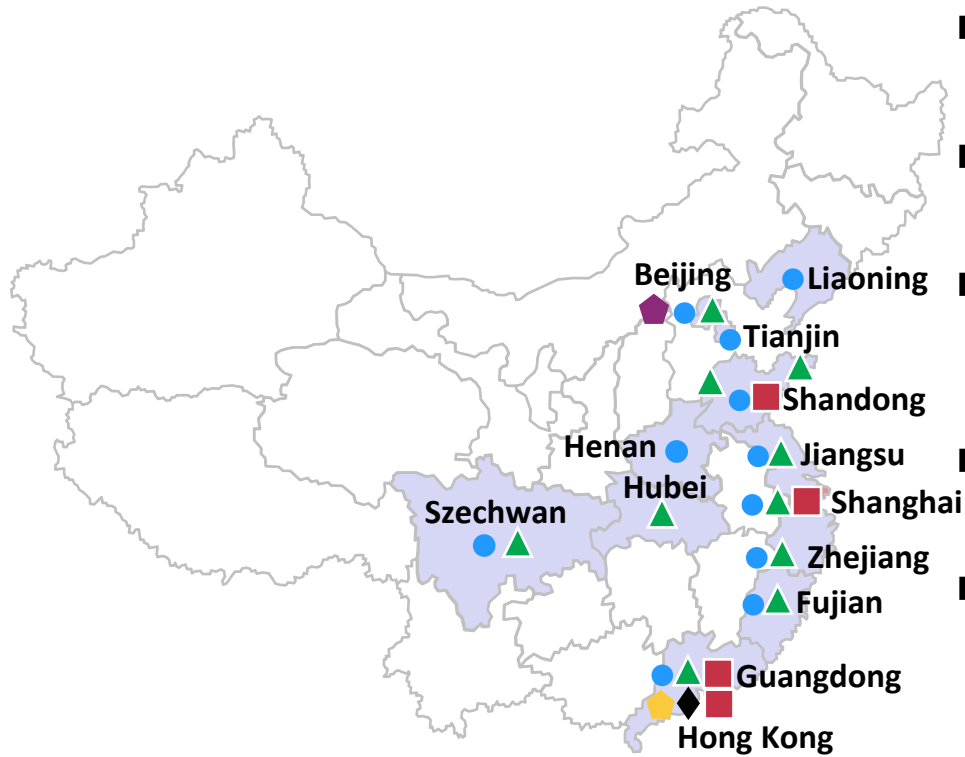 Beijing
Liaoning
Tianjin
Shandong
Henan
Jiangsu
Hubei
Shanghai
Szechwan
Zhejiang
Fujian
Guangdong
Hong Kong